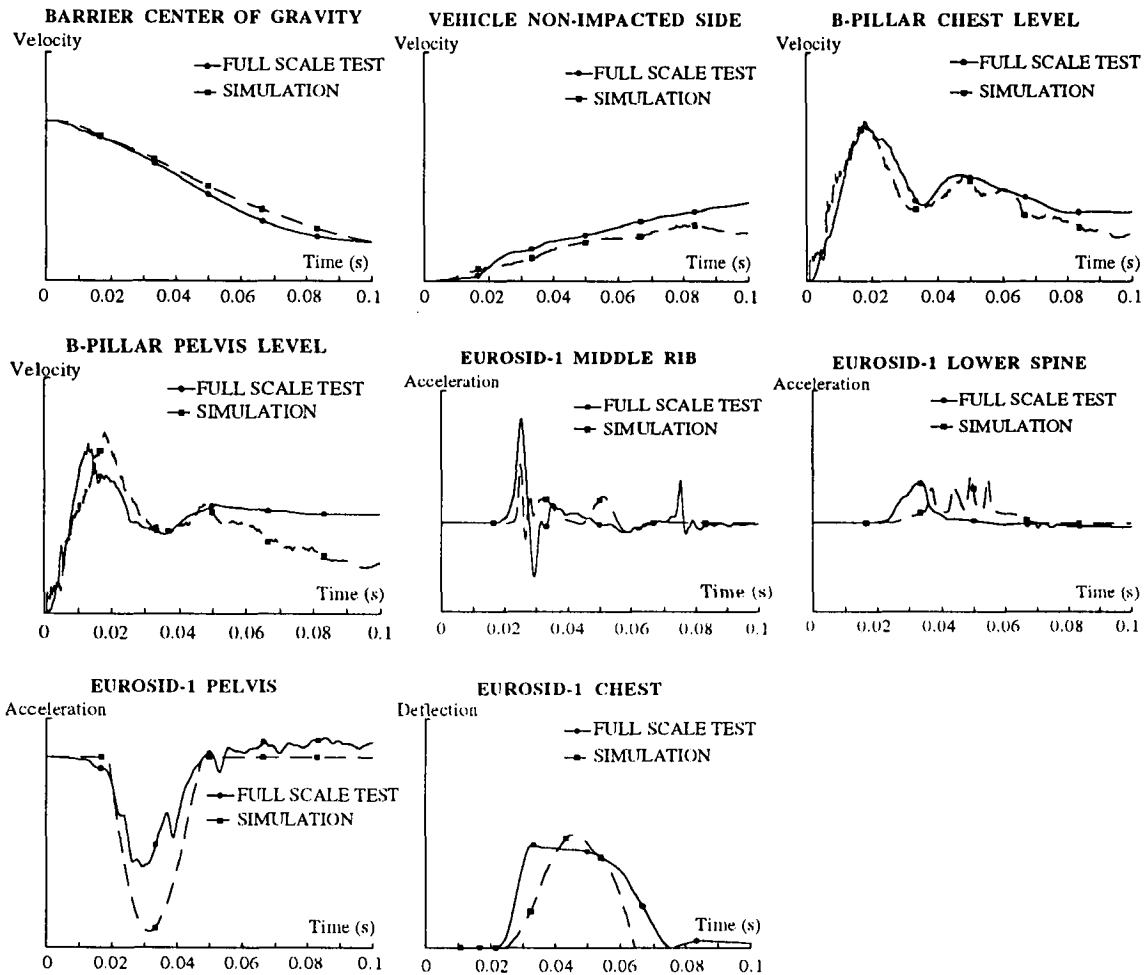 BARRIER CENTER OF GRAVITY
Velocity
FULL SCALE TEST
SIMULATION
Time (s)
0 0.02 0.04 0.06 0.08 0.1
VEHICLE NON-IMPACTED SIDE
Velocity
FULL SCALE TEST
SIMULATION
Time (s)
0 0.02 0.04 0.06 0.08 0.1
B-PILLAR CHEST LEVEL
Velocity
FULL SCALE TEST
SIMULATION
Time (s)
0 0.02 0.04 0.06 0.08 0.1
B-PILLAR PELVIS LEVEL
Velocity
FULL SCALE TEST
SIMULATION
Time (s)
0 0.02 0.04 0.06 0.08 0.1
EUROSID-1 MIDDLE RIB
Acceleration
FULL SCALE TEST
SIMULATION
Time (s)
0 0.02 0.04 0.06 0.08 0.1
EUROSID-1 LOWER SPINE
Acceleration
FULL SCALE TEST
SIMULATION
Time (s)
0 0.02 0.04 0.06 0.08 0.1
EUROSID-1 PELVIS
Acceleration
FULL SCALE TEST
SIMULATION
Time (s)
0 0.02 0.04 0.06 0.08 0.1
EUROSID-1 CHEST
Deflection
FULL SCALE TEST
SIMULATION
Time (s)
0 0.02 0.04 0.06 0.08 0.1